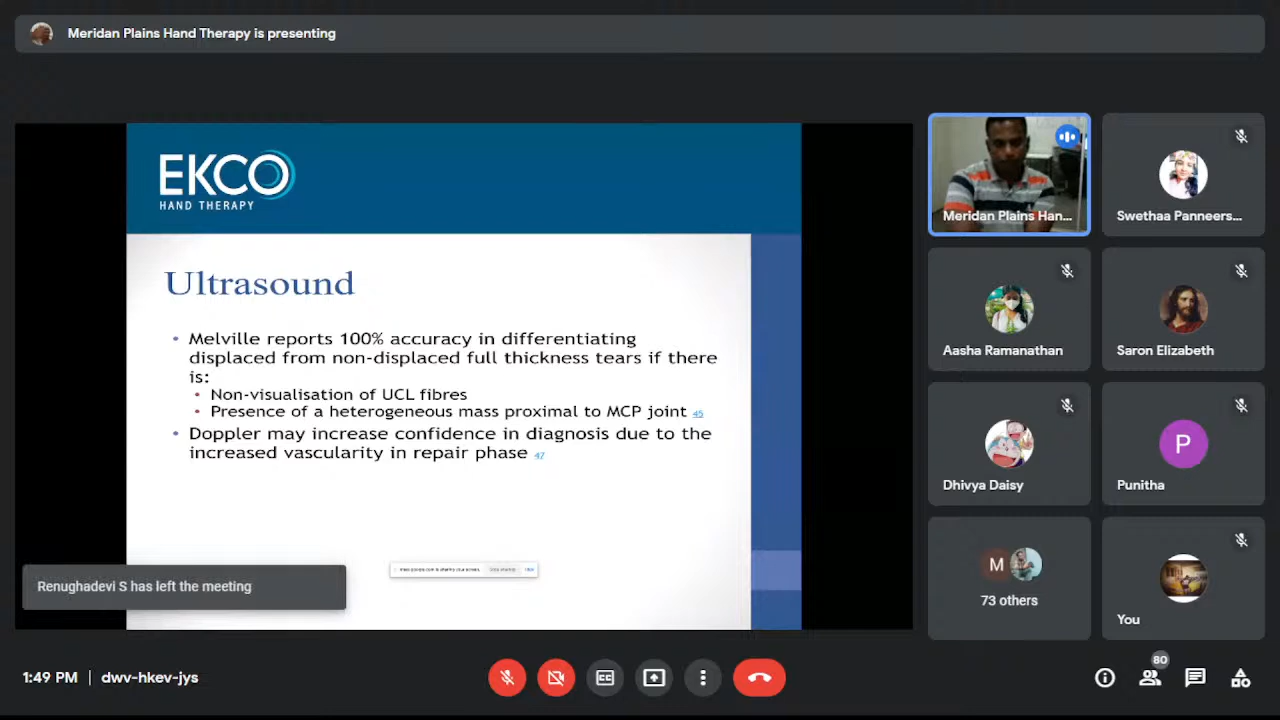 Meridan Plains Hand Therapy is presenting
EKCO
HAND THERAPY
Ultrasound
• Melville reports 100% accuracy in differentiating
displaced from non-displaced full thickness tears if there
is:
• Non-visualisation of UCL fibres
• Presence of a heterogeneous mass proximal to MCP joint 45
• Doppler may increase confidence in diagnosis due to the
increased vascularity in repair phase 47
Renughadevi S has left the meeting
Meridan Plains Han...
Swethaa Panneers...
Aasha Ramanathan
Saron Elizabeth
Dhivya Daisy
P
Punitha
M
73 others
You
1:49 PM | dwv-hkev-jys
CC
80